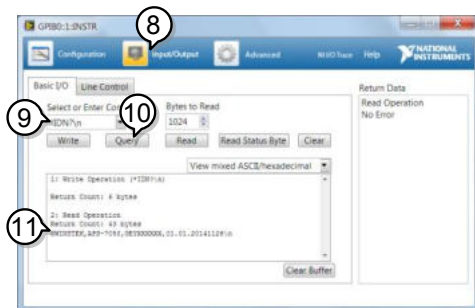 GPIB0::1::INSTR
8
Configuration
Input/Output
Advanced
NI I/O Trace
Help
NATIONAL
INSTRUMENTS
Basic I/O
Line Control
Return Data
Select or Enter Co
10
Bytes to Read
Read Operation
No Error
9
*IDN?\n
1024
Write
Query
Read
Read Status Byte
Clear
View mixed ASCII/hexadecimal
1: Write Operation (*IDN?\n)
Return Count: 6 bytes
2: Read Operation
11
Return Count: 43 bytes
Clear Buffer